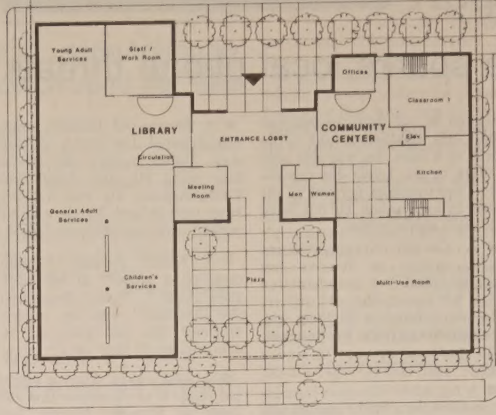 Young Adult
Services
Staff /
Work Room
Offices
Classroom 1
LIBRARY
ENTRANCE LOBBY
COMMUNITY
CENTER
Elev
Circulation
Kitchen
Meeting
Room
Men
Women
General Adult
Services
Children's
Services
Plaza
Multi-Use Room